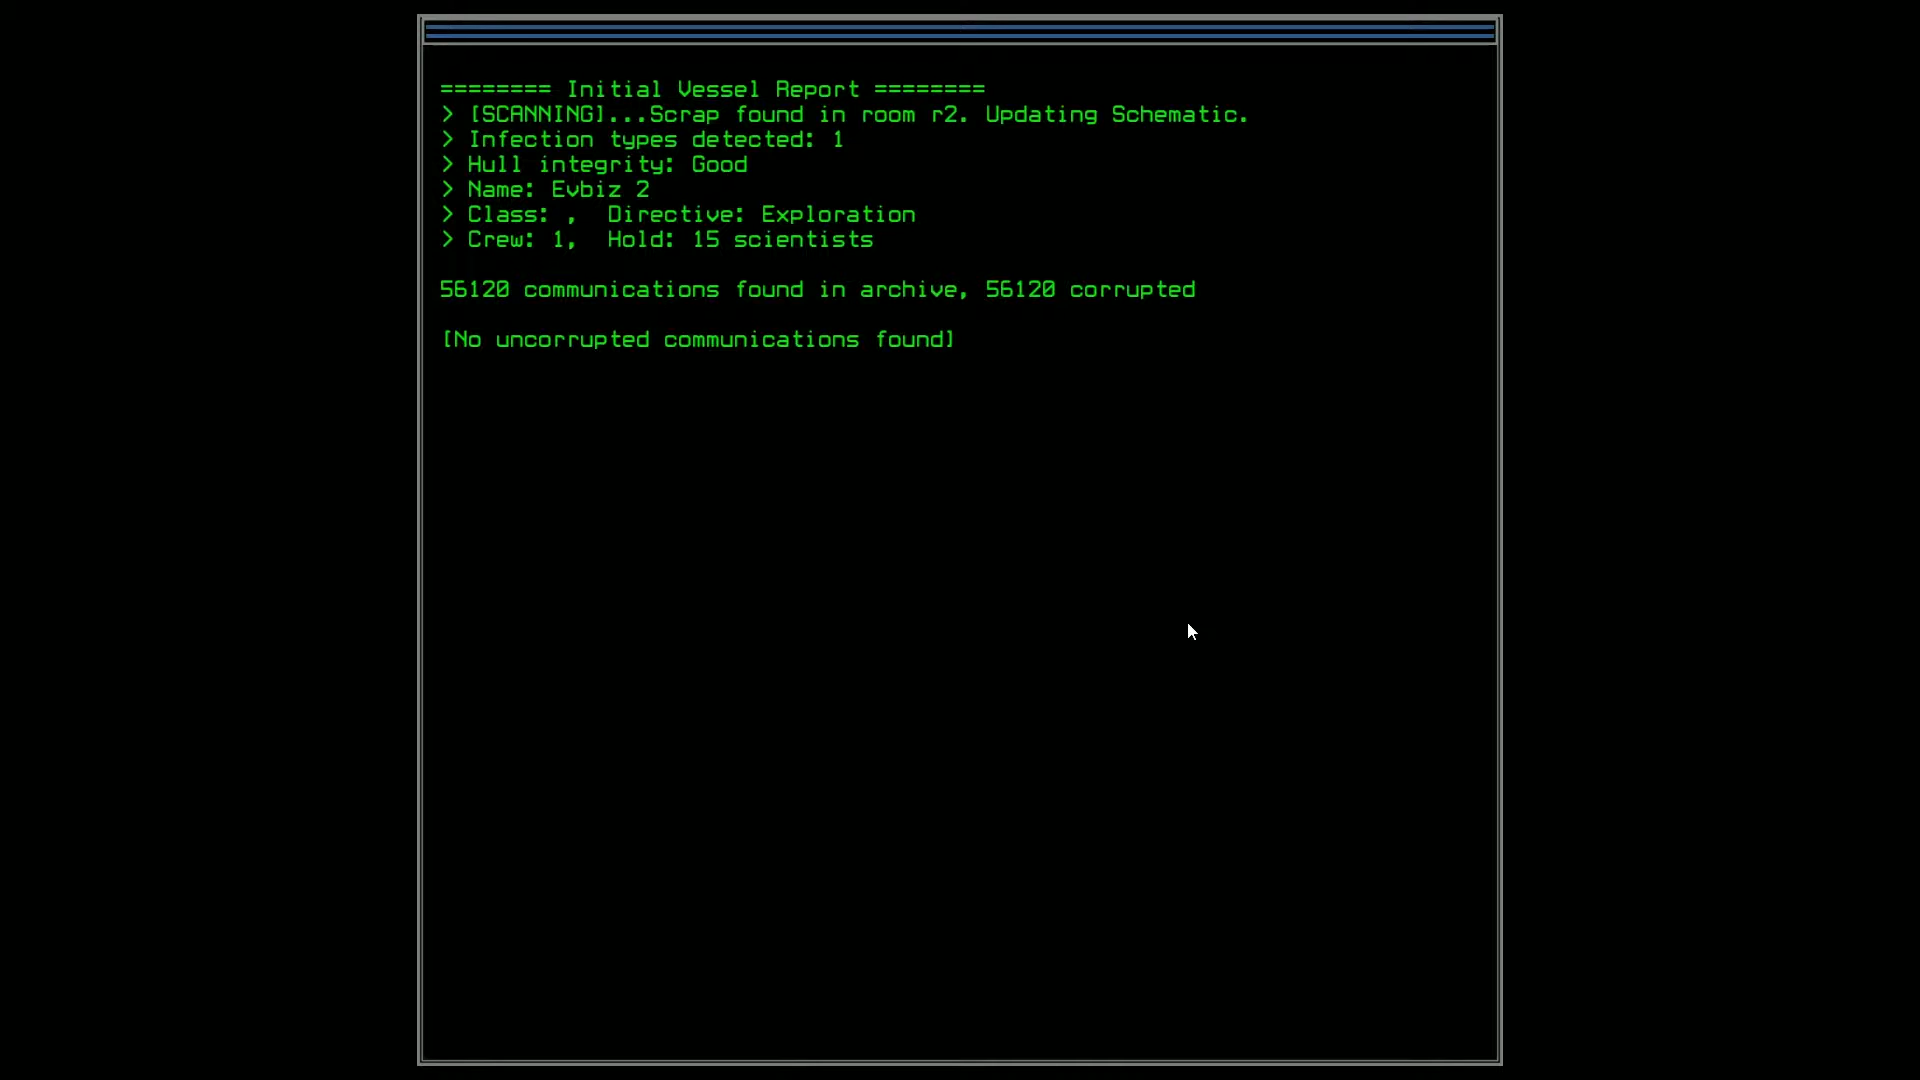 ======== Initial Vessel Report ========
> [SCANNING]...Scrap found in room r2. Updating Schematic.
> Infection types detected: 1
> Hull integrity: Good
> Name: Evbiz 2
> Class: ,  Directive: Exploration
> Crew: 1,  Hold: 15 scientists
56120 communications found in archive, 56120 corrupted
[No uncorrupted communications found]